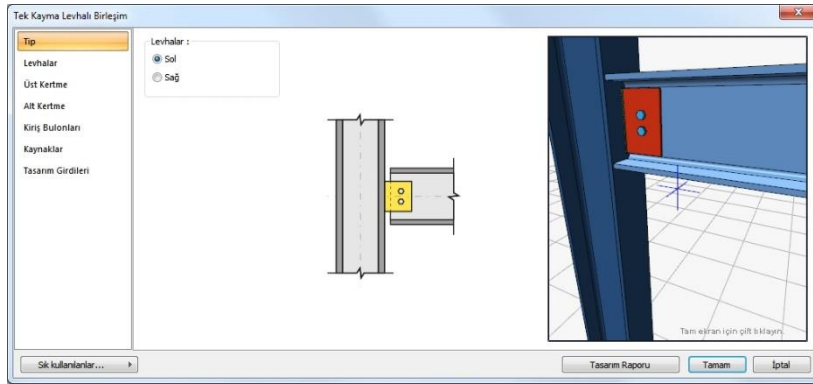 Tek Kayma Levhalı Birleşim
Tip
Levhalar
Üst Kertme
Alt Kertme
Kiriş Bulonları
Kaynaklar
Tasarım Girdileri
Levhalar :
Sol
Sağ
Tam ekran için çift tıklayın.
Sık kullanılanlar...
Tasarım Raporu
Tamam
İptal